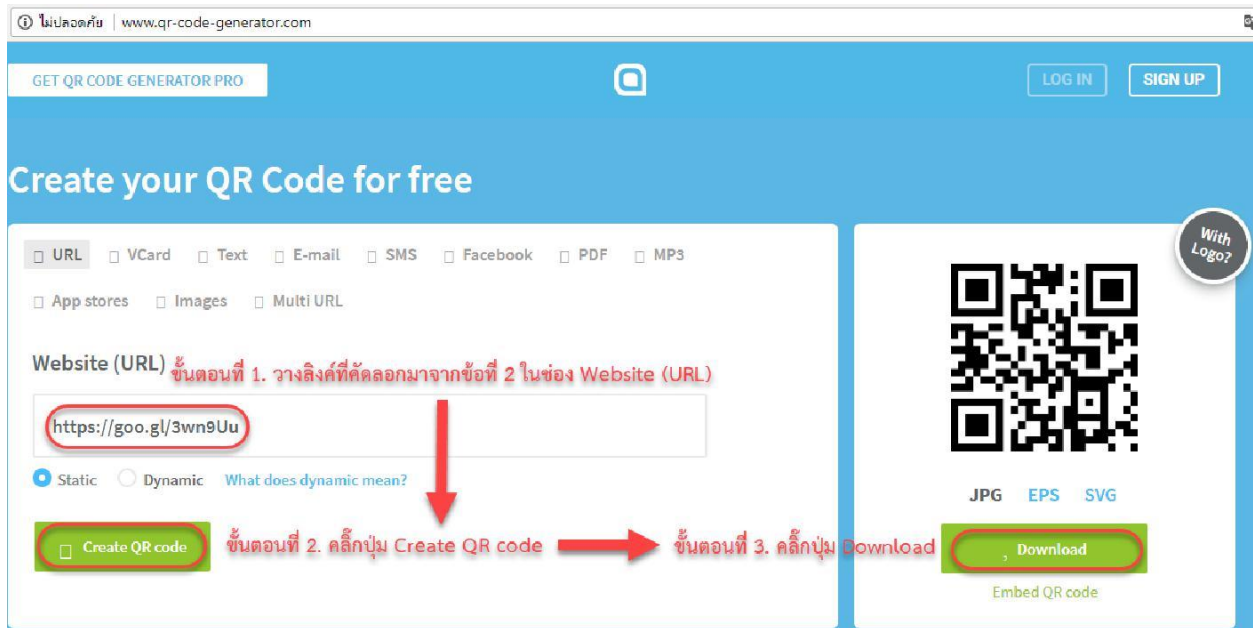 ไม่ปลอดภัย | www.qr-code-generator.com
GET QR CODE GENERATOR PRO
LOG IN
SIGN UP
Create your QR Code for free
With
Logo?
URL VCard Text E-mail SMS Facebook PDF MP3
App stores Images Multi URL
Website (URL)
ขั้นตอนที่ 1. วางลิงค์ที่คัดลอกมาจากข้อที่ 2 ในช่อง Website (URL)
https://goo.gl/3wn9Uu
Static Dynamic What does dynamic mean?
JPG EPS SVG
Create QR code
ขั้นตอนที่ 2. คลิ๊กปุ่ม Create QR code
ขั้นตอนที่ 3. คลิ๊กปุ่ม Download
Download
Embed QR code